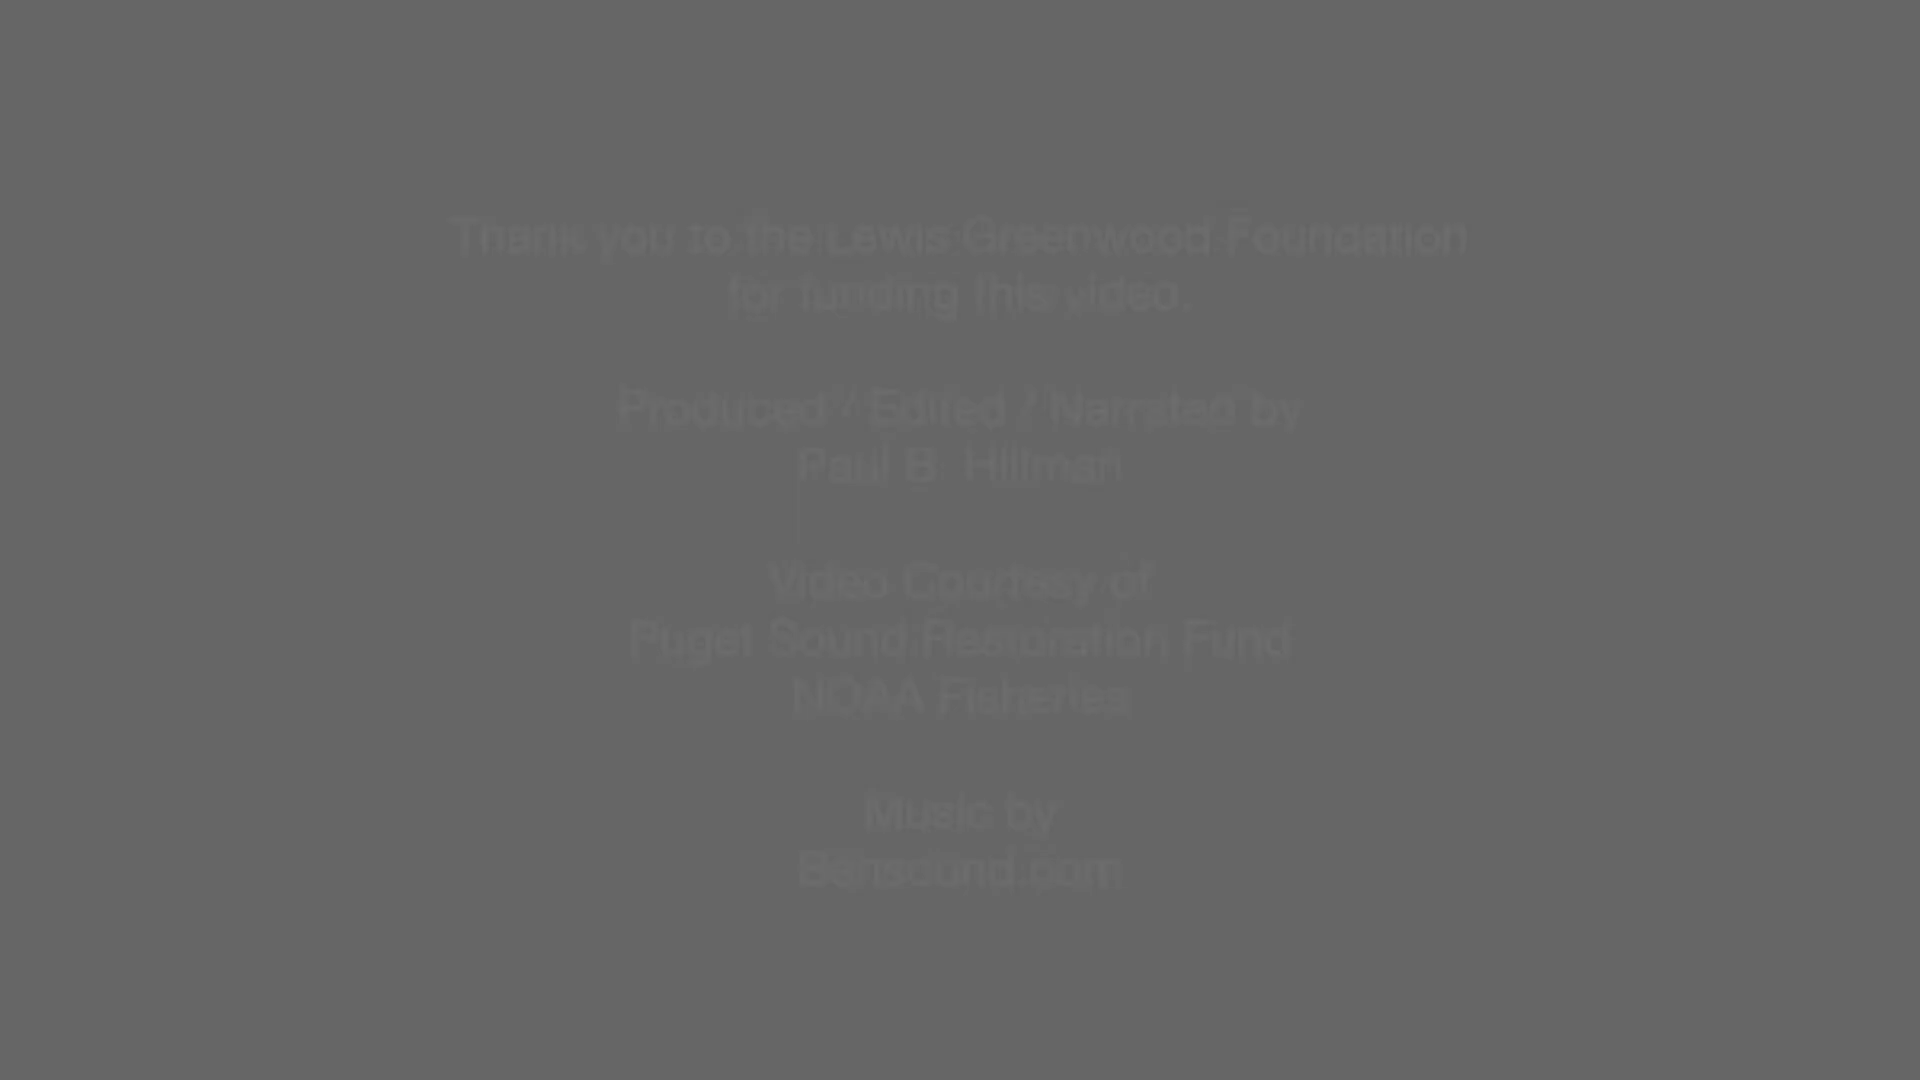 Thank you to the Lewis Greenwood Foundation
for funding this video.
Produced / Edited / Narrated by
Paul B. Hillman
Video Courtesy of
Puget Sound Restoration Fund
NOAA Fisheries
Music by
Bensound.com